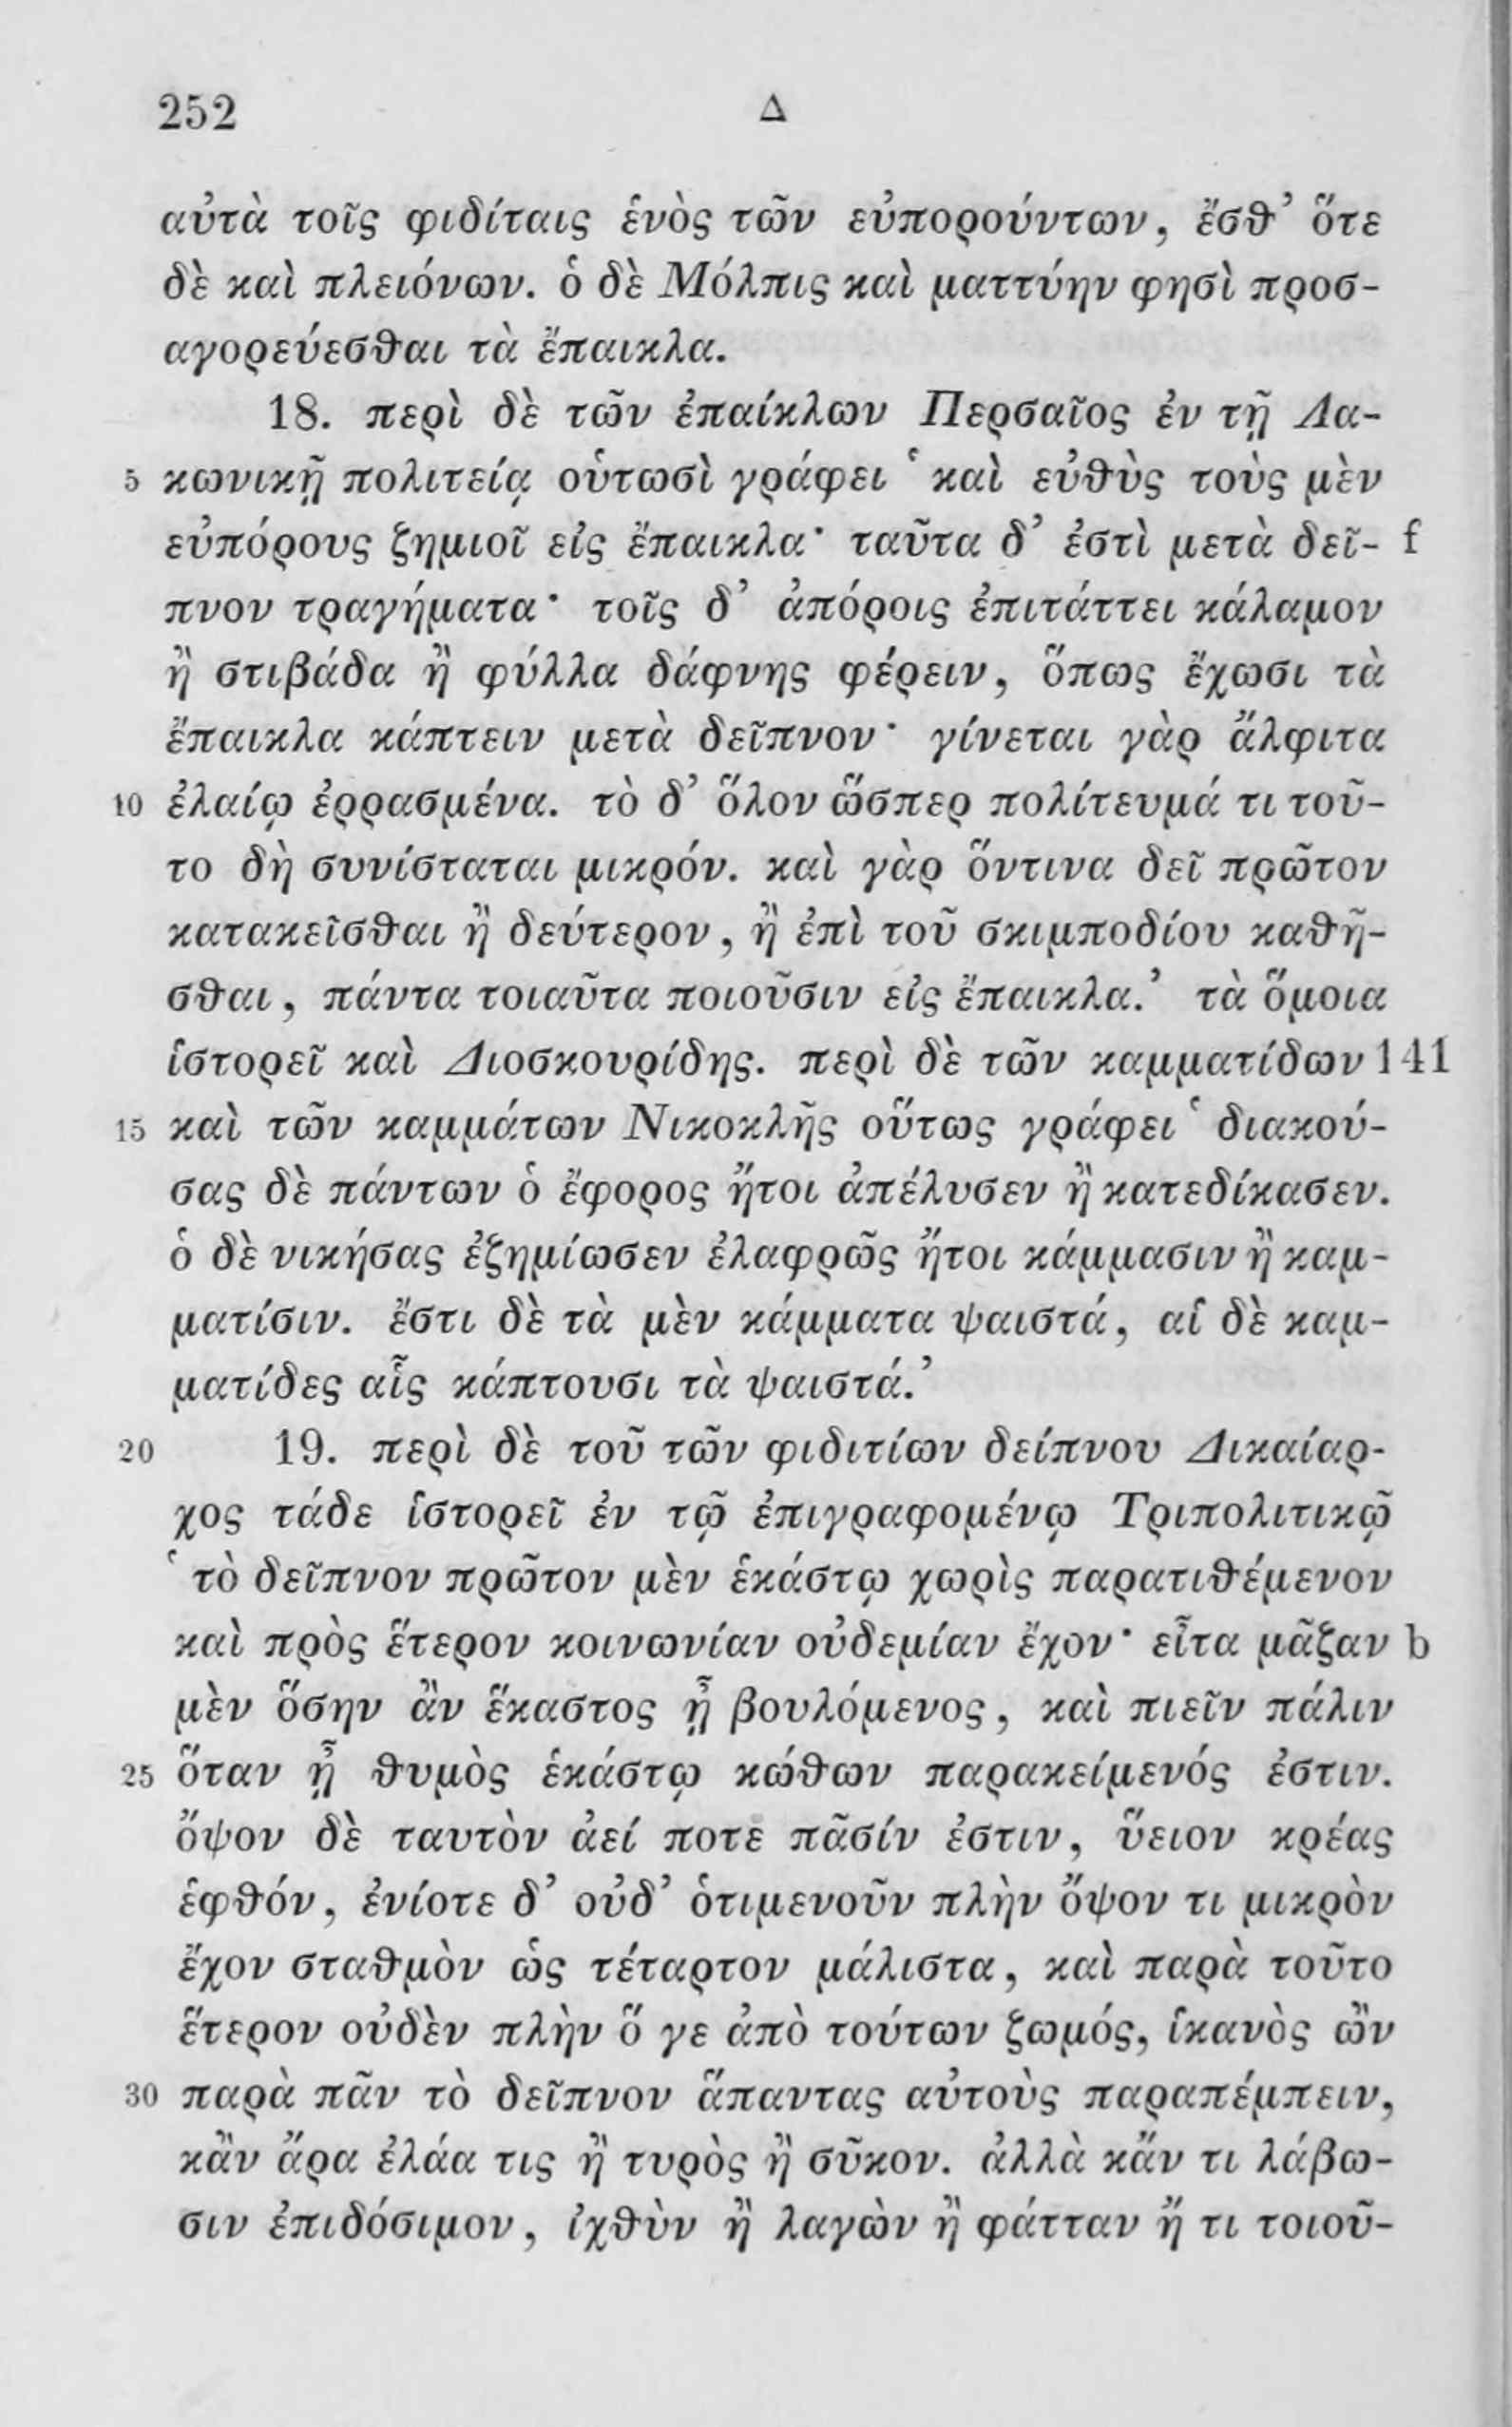 252 Δ
αὐτὰ τοῖς φιδίταις ἑνὸς τῶν εὐπορούντων, ἔσθ’ ὅτε
δὲ καὶ πλειόνων. ὁ δὲ Μόλπις καὶ ματτύην φησὶ προσ-
αγορεύεσθαι τὰ ἔπαικλα.
18. περὶ δὲ τῶν ἐπαίκλων Περσαῖος ἐν τῇ Λα-
5 κωνικῇ πολιτείᾳ οὑτωσὶ γράφει ‘καὶ εὐθὺς τοὺς μὲν
εὐπόρους ζημιοῖ εἰς ἔπαικλα· ταῦτα δ’ ἐστὶ μετὰ δεῖ- f
πνον τραγήματα· τοῖς δ’ ἀπόροις ἐπιτάττει κάλαμον
ἢ στιβάδα ἢ φύλλα δάφνης φέρειν, ὅπως ἔχωσι τὰ
ἔπαικλα κάπτειν μετὰ δεῖπνον· γίνεται γὰρ ἄλφιτα
10 ἐλαίῳ ἐρρασμένα. τὸ δ’ ὅλον ὥσπερ πολίτευμά τι τοῦ-
το δὴ συνίσταται μικρόν. καὶ γὰρ ὅντινα δεῖ πρῶτον
κατακεῖσθαι ἢ δεύτερον, ἢ ἐπὶ τοῦ σκιμποδίου καθῆ-
σθαι, πάντα τοιαῦτα ποιοῦσιν εἰς ἔπαικλα.’ τὰ ὅμοια
ἱστορεῖ καὶ Διοσκουρίδης. περὶ δὲ τῶν καμματίδων 141
15 καὶ τῶν καμμάτων Νικοκλῆς οὕτως γράφει ‘διακού-
σας δὲ πάντων ὁ ἔφορος ἤτοι ἀπέλυσεν ἢ κατεδίκασεν.
ὁ δὲ νικήσας ἐζημίωσεν ἐλαφρῶς ἤτοι κάμμασιν ἢ καμ-
ματίσιν. ἔστι δὲ τὰ μὲν κάμματα ψαιστά, αἱ δὲ καμ-
ματίδες αἷς κάπτουσι τὰ ψαιστά.’
20 19. περὶ δὲ τοῦ τῶν φιδιτίων δείπνου Δικαίαρ-
χος τάδε ἱστορεῖ ἐν τῷ ἐπιγραφομένῳ Τριπολιτικῷ
‘τὸ δεῖπνον πρῶτον μὲν ἑκάστῳ χωρὶς παρατιθέμενον
καὶ πρὸς ἕτερον κοινωνίαν οὐδεμίαν ἔχον· εἶτα μᾶζαν b
μὲν ὅσην ἂν ἕκαστος ᾖ βουλόμενος, καὶ πιεῖν πάλιν
25 ὅταν ᾖ θυμὸς ἑκάστῳ κώθων παρακείμενός ἐστιν.
ὄψον δὲ ταυτὸν ἀεί ποτε πᾶσίν ἐστιν, ὕειον κρέας
ἑφθόν, ἐνίοτε δ’ οὐδ’ ὁτιμενοῦν πλὴν ὄψον τι μικρὸν
ἔχον σταθμὸν ὡς τέταρτον μάλιστα, καὶ παρὰ τοῦτο
ἕτερον οὐδὲν πλὴν ὅ γε ἀπὸ τούτων ζωμός, ἱκανὸς ὢν
30 παρὰ πᾶν τὸ δεῖπνον ἅπαντας αὐτοὺς παραπέμπειν,
κἂν ἄρα ἐλάα τις ἢ τυρὸς ἢ σῦκον. ἀλλὰ κἄν τι λάβω-
σιν ἐπιδόσιμον, ἰχθὺν ἢ λαγὼν ἢ φάτταν ἤ τι τοιοῦ-